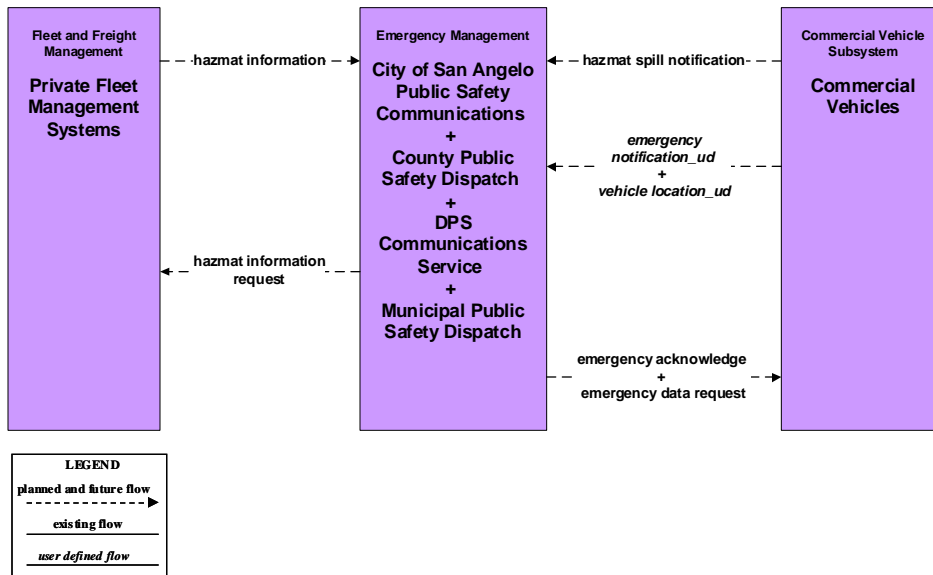 Fleet and Freight
Management
Private Fleet
Management
Systems
hazmat information
hazmat information
request
Emergency Management
City of San Angelo
Public Safety
Communications
+
County Public
Safety Dispatch
+
DPS
Communications
Service
+
Municipal Public
Safety Dispatch
hazmat spill notification
emergency
notification_ud
+
vehicle location_ud
emergency acknowledge
+
emergency data request
Commercial Vehicle
Subsystem
Commercial
Vehicles
LEGEND
planned and future flow
existing flow
user defined flow